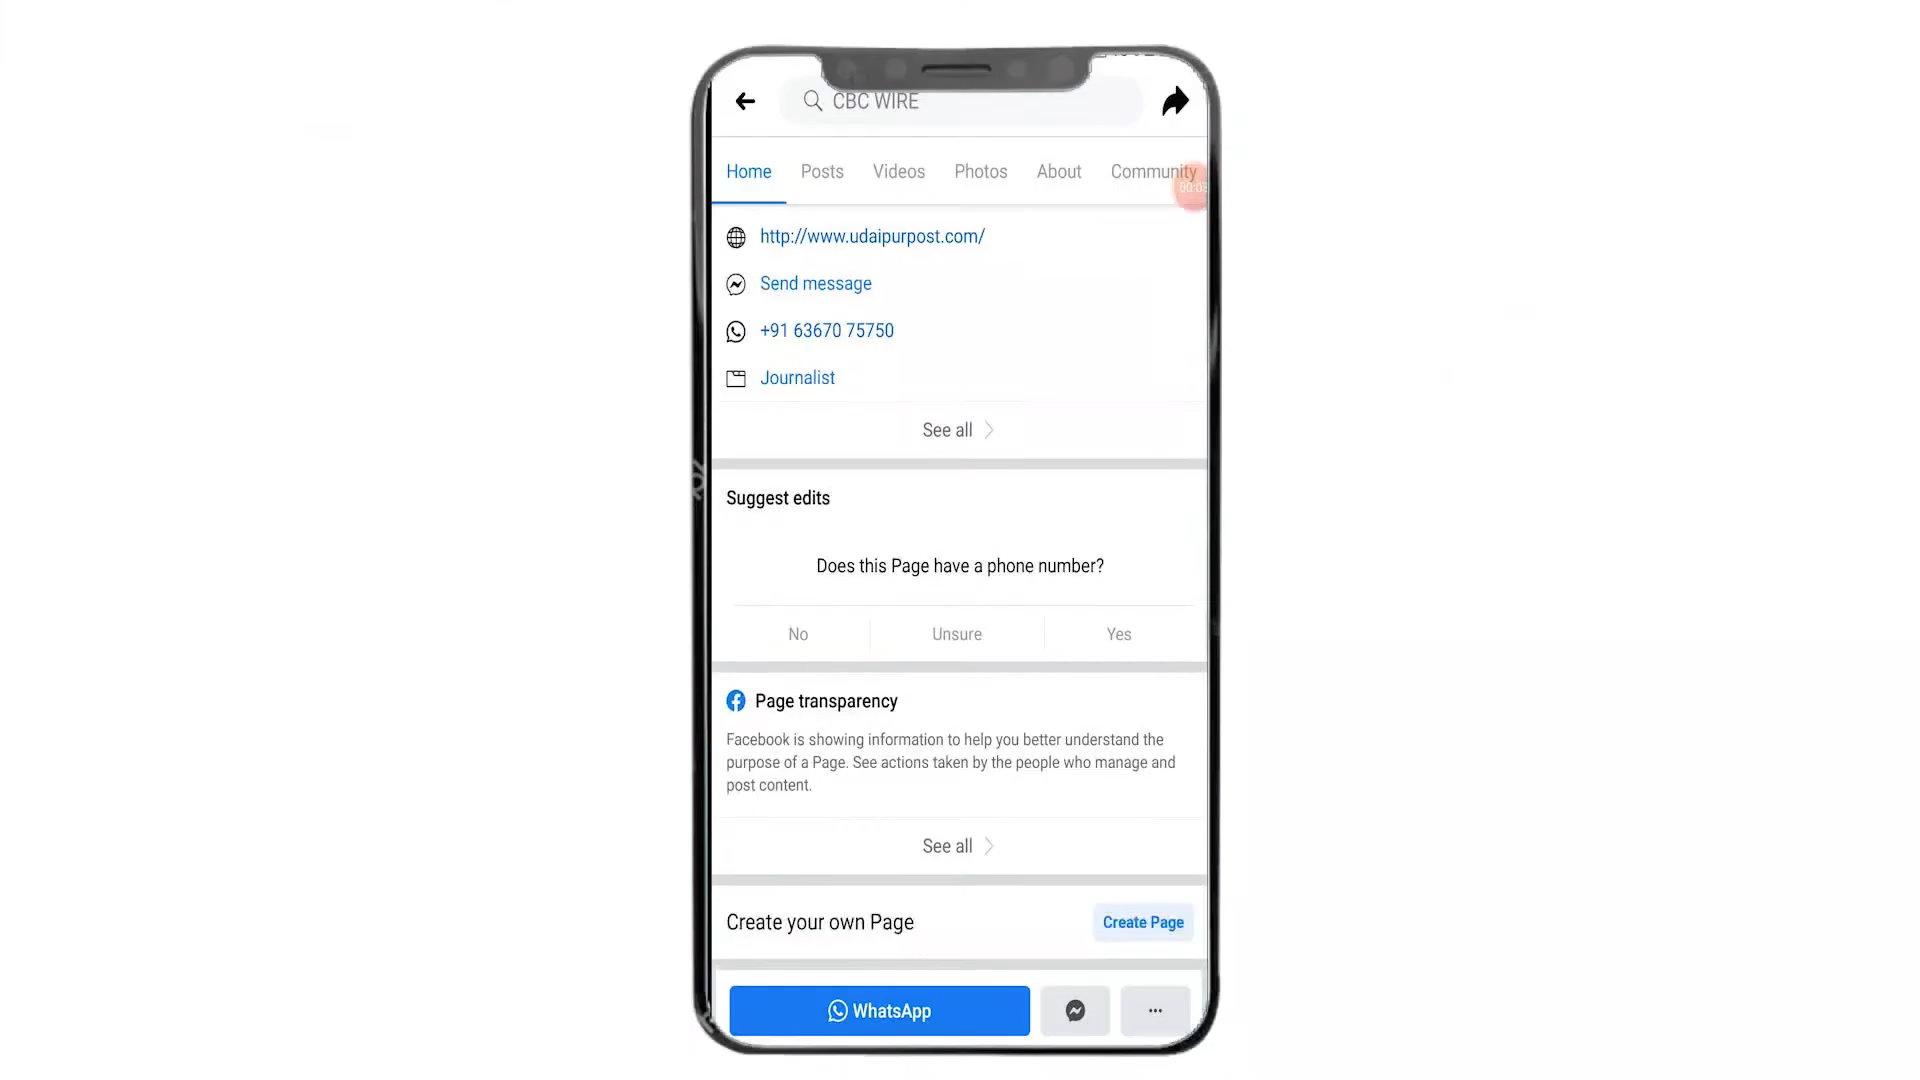 CBC WIRE
Home Posts Videos Photos About Community
00:0
http://www.udaipurpost.com/
Send message
+91 63670 75750
Journalist
See all
Suggest edits
Does this Page have a phone number?
No Unsure Yes
Page transparency
Facebook is showing information to help you better understand the
purpose of a Page. See actions taken by the people who manage and
post content.
See all
Create your own Page Create Page
WhatsApp